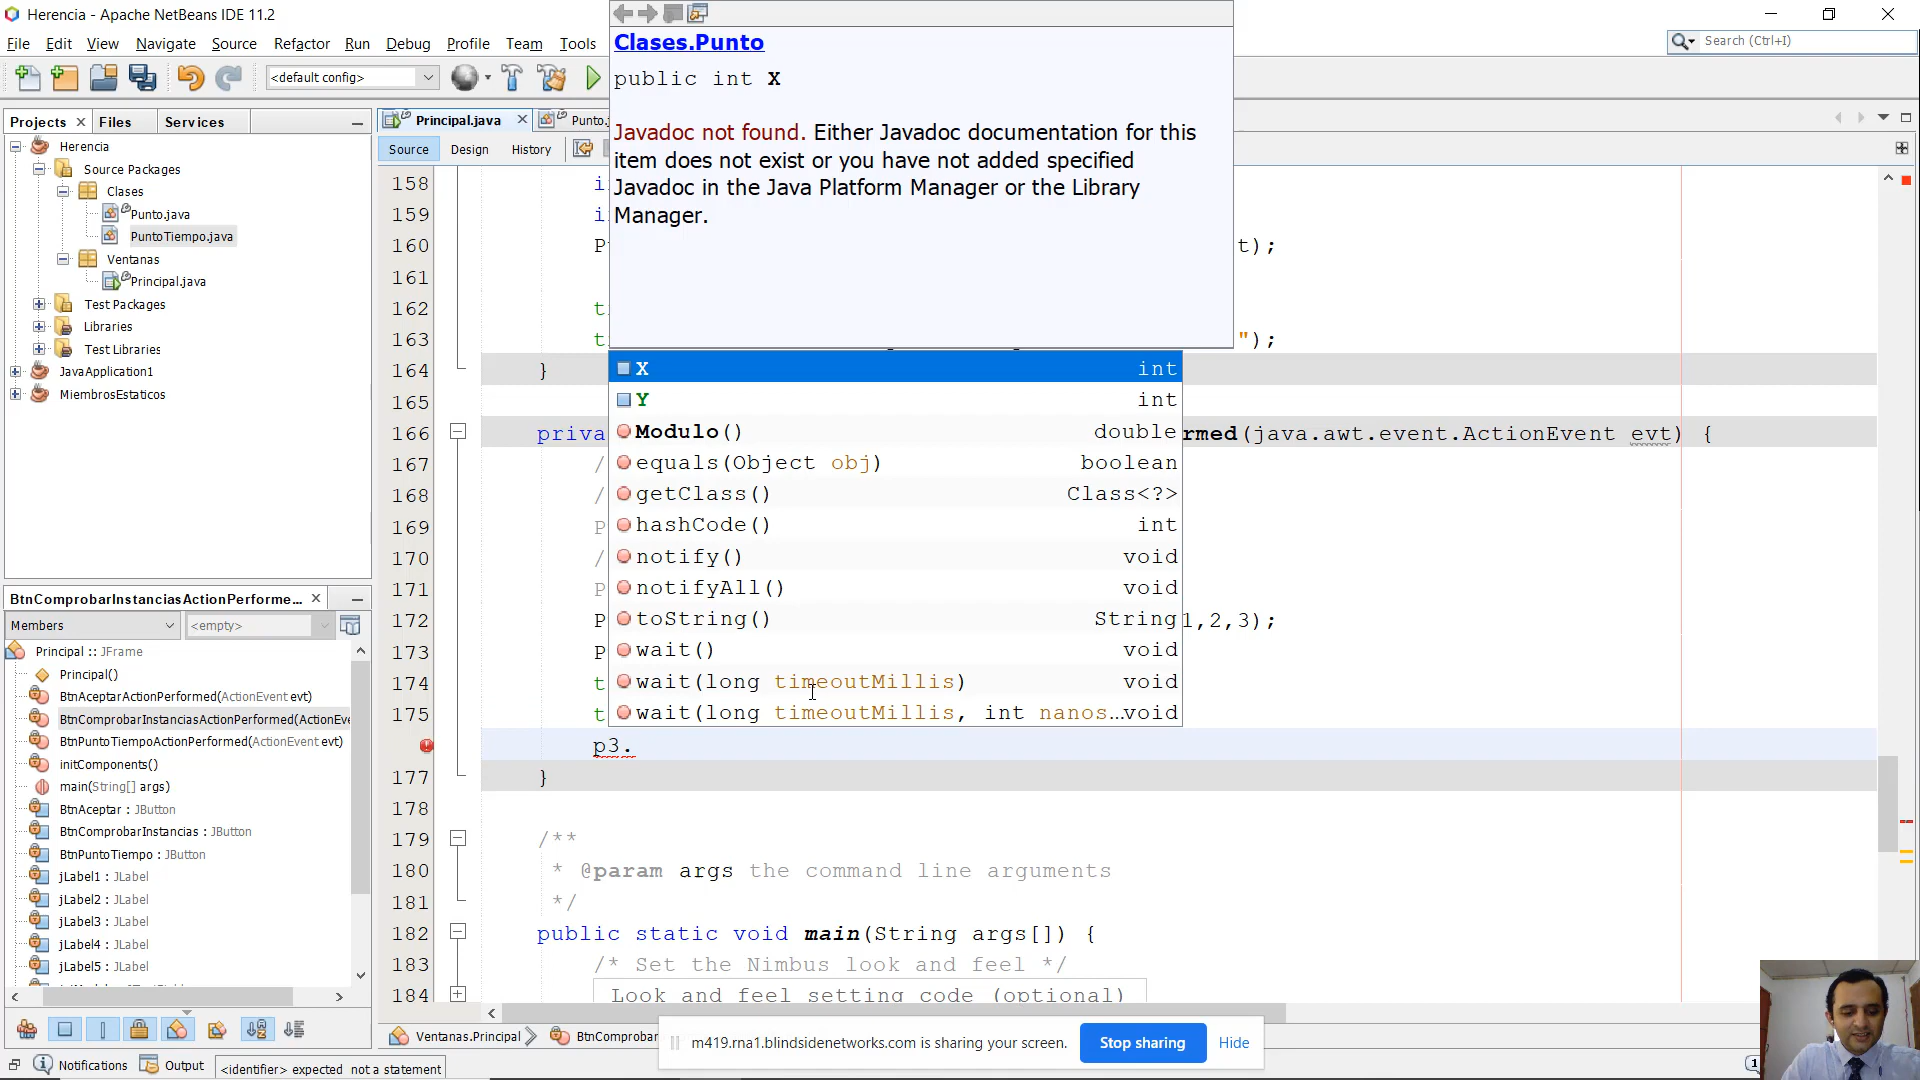 Herencia - Apache NetBeans IDE 11.2
File Edit View Navigate Source Refactor Run Debug Profile Team Tools
Search (Ctrl+I)
<default config>
Projects Files Services
Herencia
Source Packages
Clases
Punto.java
PuntoTiempo.java
Ventanas
Principal.java
Test Packages
Libraries
Test Libraries
JavaApplication1
MiembrosEstaticos
BtnComprobarInstanciasActionPerforme...
Members
<empty>
Principal :: JFrame
Principal()
BtnAceptarActionPerformed(ActionEvent evt)
BtnComprobarInstanciasActionPerformed(ActionEve
BtnPuntoTiempoActionPerformed(ActionEvent evt)
initComponents()
main(String[] args)
BtnAceptar : JButton
BtnComprobarInstancias : JButton
BtnPuntoTiempo : JButton
jLabel1 : JLabel
jLabel2 : JLabel
jLabel3 : JLabel
jLabel4 : JLabel
jLabel5 : JLabel
Principal.java Punto.
Source Design History
Clases.Punto
public int X
Javadoc not found. Either Javadoc documentation for this
item does not exist or you have not added specified
Javadoc in the Java Platform Manager or the Library
Manager.
X int
Y int
Modulo() double
equals(Object obj) boolean
getClass() Class<?>
hashCode() int
notify() void
notifyAll() void
toString() String
wait() void
wait(long timeoutMillis) void
wait(long timeoutMillis, int nanos... void
158 i
159 i
160 P t);
161
162 t
163 t ");
164 }
165
166 priva rmed(java.awt.event.ActionEvent evt) {
167 /
168 /
169 P
170 /
171 P
172 P 1,2,3);
173 P
174 t
175 t
p3.
177 }
178
179 /**
180 * @param args the command line arguments
181 */
182 public static void main(String args[]) {
183 /* Set the Nimbus look and feel */
184 Look and feel setting code (optional)
Ventanas.Principal BtnComprobar
m419.rna1.blindsidenetworks.com is sharing your screen. Stop sharing Hide
Notifications Output <identifier> expected not a statement
1